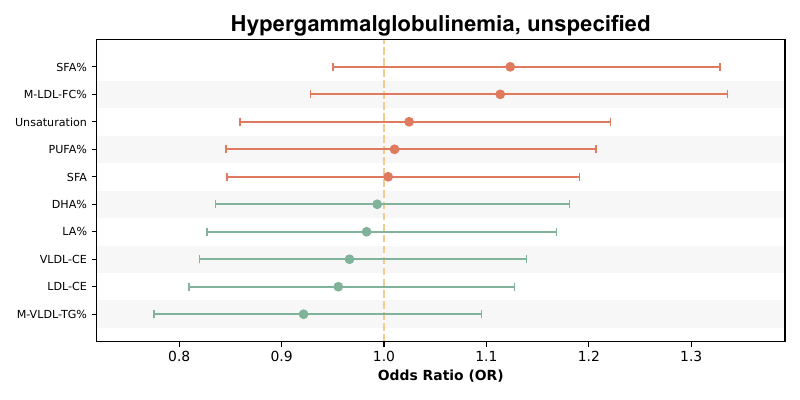 Hypergammalglobulinemia, unspecified
SFA%
M-LDL-FC%
Unsaturation
PUFA%
SFA
DHA%
LA%
VLDL-CE
LDL-CE
M-VLDL-TG%
0.8 0.9 1.0 1.1 1.2 1.3
Odds Ratio (OR)